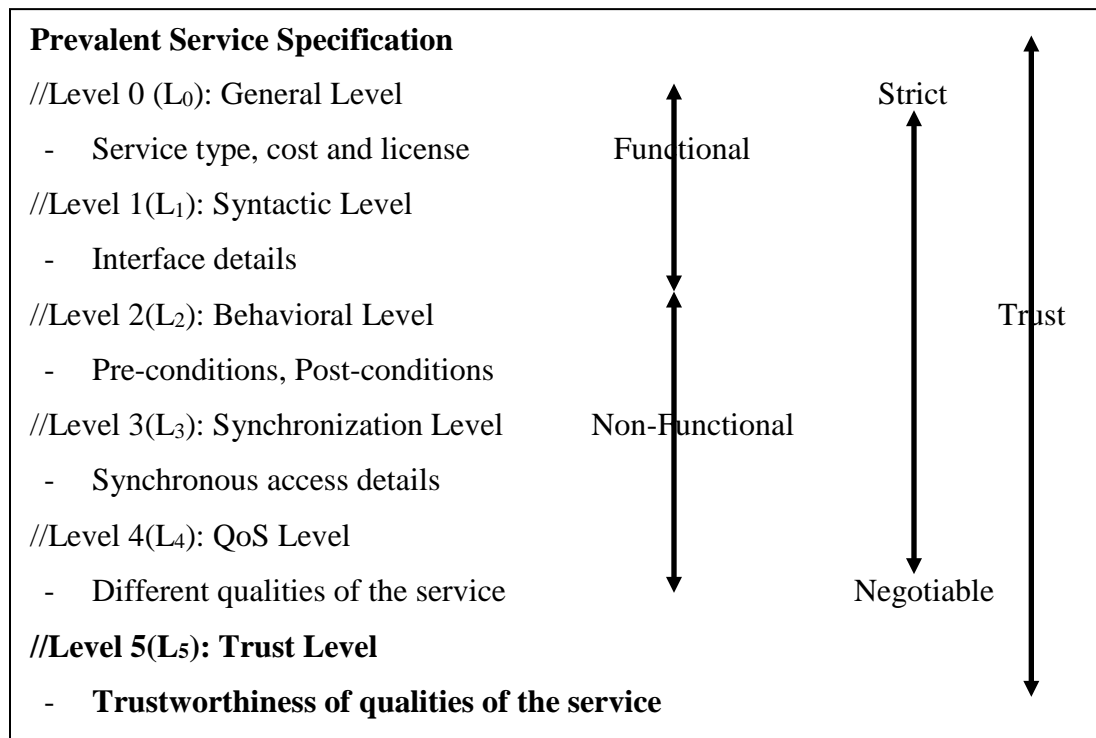 Prevalent Service Specification
//Level 0 (L₀): General Level Strict
- Service type, cost and license Functional
//Level 1(L₁): Syntactic Level
- Interface details
//Level 2(L₂): Behavioral Level Trust
- Pre-conditions, Post-conditions
//Level 3(L₃): Synchronization Level Non-Functional
- Synchronous access details
//Level 4(L₄): QoS Level
- Different qualities of the service Negotiable
//Level 5(L₅): Trust Level
- Trustworthiness of qualities of the service